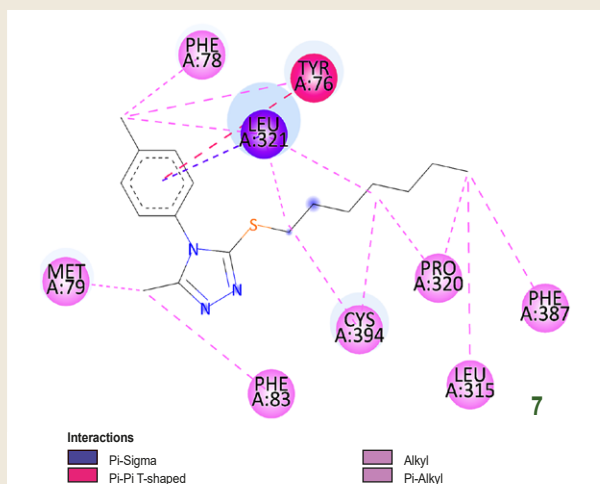 PHE
A:78
TYR
A:76
LEU
A:321
S
N
N
N
MET
A:79
PRO
A:320
PHE
A:387
CYS
A:394
LEU
A:315
PHE
A:83
7
Interactions
Pi-Sigma
Alkyl
Pi-Pi T-shaped
Pi-Alkyl